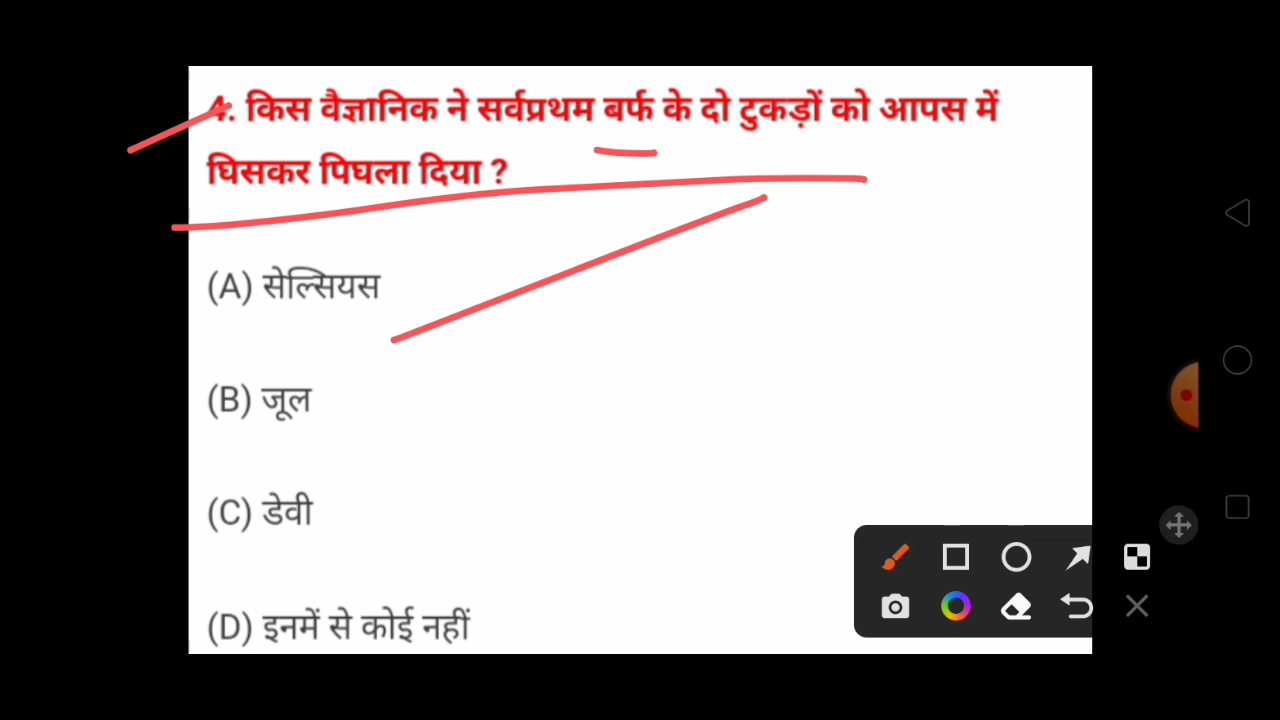 4. किस वैज्ञानिक ने सर्वप्रथम बर्फ के दो टुकड़ों को आपस में
घिसकर पिघला दिया ?
(A) सेल्सियस
(B) जूल
(C) डेवी
(D) इनमें से कोई नहीं